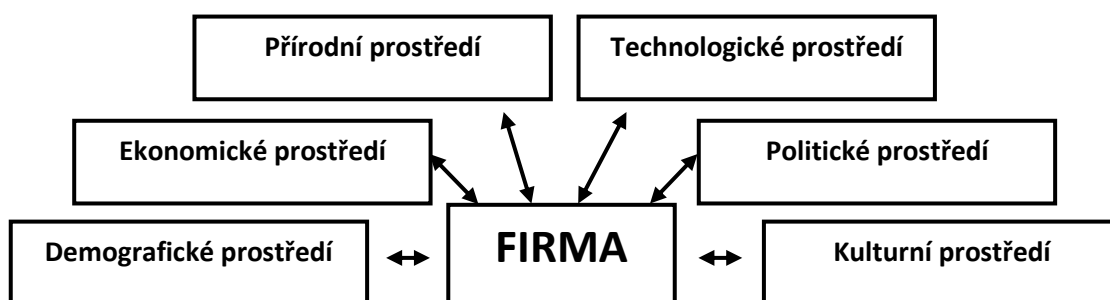 Přírodní prostředí
Technologické prostředí
Ekonomické prostředí
Politické prostředí
Demografické prostředí
FIRMA
Kulturní prostředí